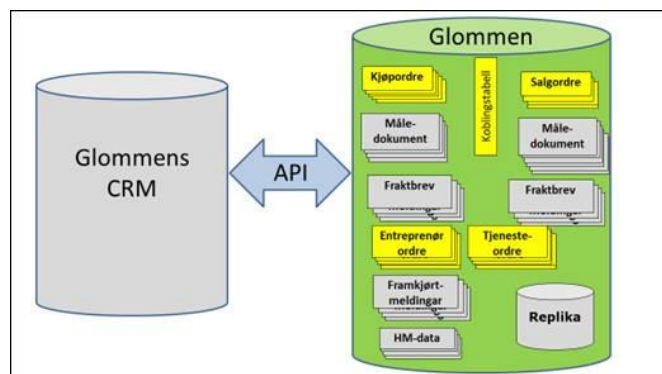 Glommen
Kjøpordre
Koblingstabell
Salgordre
Måle-
dokument
Måle-
dokument
Glommens
CRM
API
Fraktbrev
Fraktbrev
Entreprenør
ordre
Tjeneste-
ordre
Framkjørt-
meldingar
Replika
HM-data